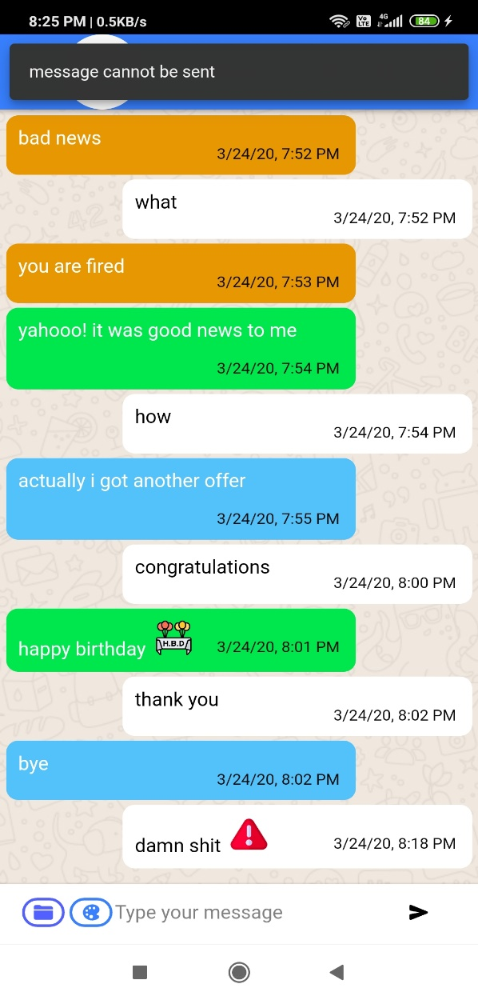 8:25 PM | 0.5KB/s
Vo LTE 4G 84
message cannot be sent
bad news
3/24/20, 7:52 PM
what
3/24/20, 7:52 PM
you are fired
3/24/20, 7:53 PM
yahooo! it was good news to me
3/24/20, 7:54 PM
how
3/24/20, 7:54 PM
actually i got another offer
3/24/20, 7:55 PM
congratulations
3/24/20, 8:00 PM
happy birthday H.B.D 3/24/20, 8:01 PM
thank you
3/24/20, 8:02 PM
bye
3/24/20, 8:02 PM
damn shit 3/24/20, 8:18 PM
Type your message